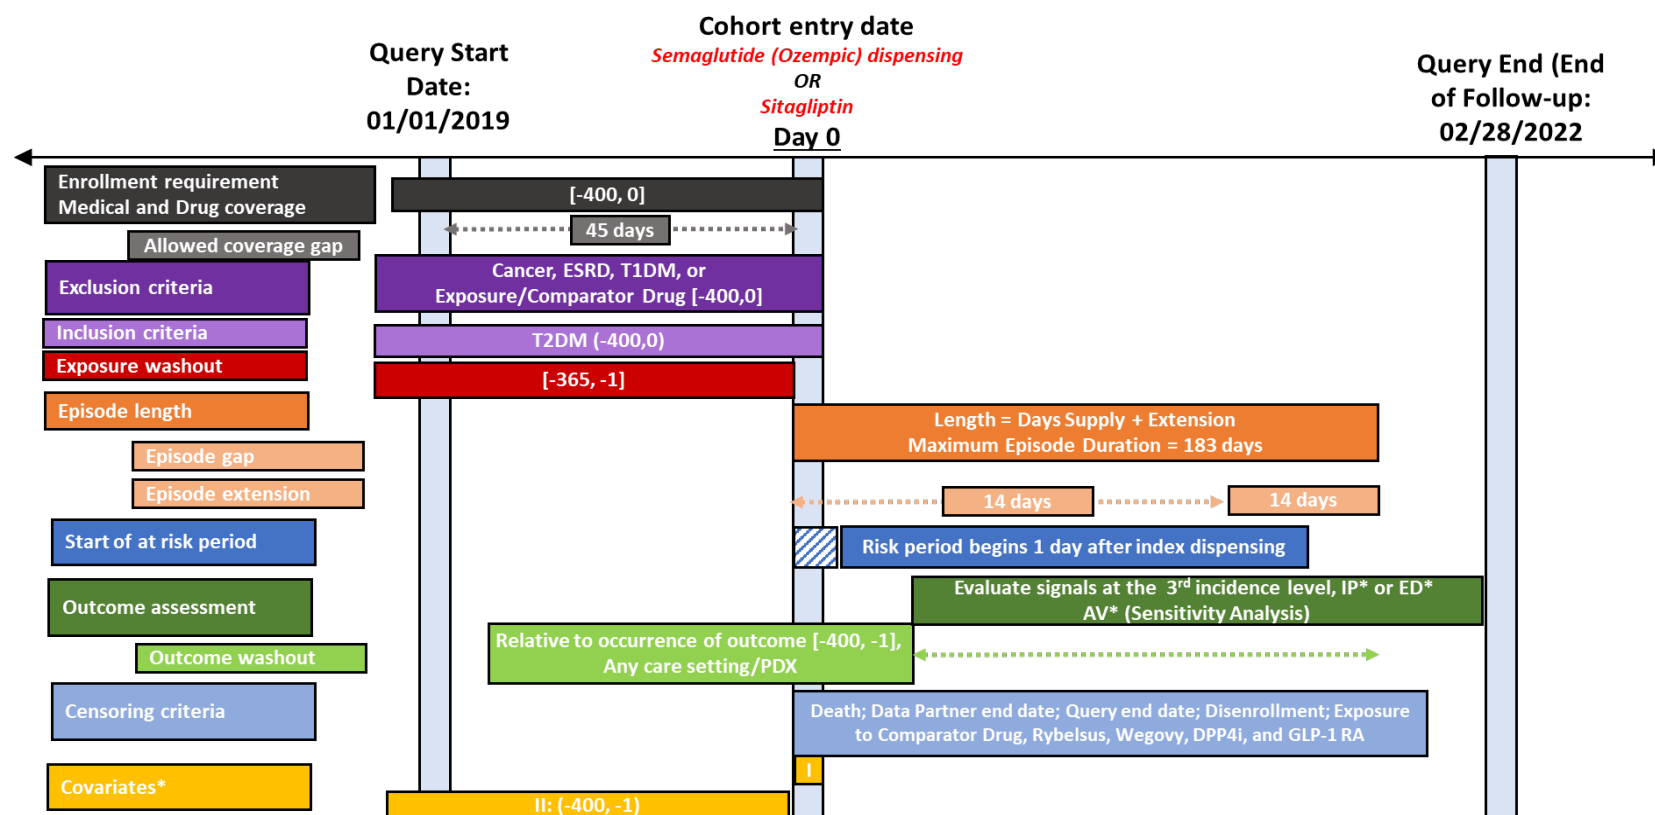 Cohort entry date
Semaglutide (Ozempic) dispensing
OR
Sitagliptin
Day 0
Query Start
Date:
01/01/2019
Query End (End
of Follow-up:
02/28/2022
Enrollment requirement
Medical and Drug coverage
[-400, 0]
Allowed coverage gap
45 days
Exclusion criteria
Cancer, ESRD, T1DM, or
Exposure/Comparator Drug [-400,0]
Inclusion criteria
T2DM (-400,0)
Exposure washout
[-365, -1]
Episode length
Length = Days Supply + Extension
Maximum Episode Duration = 183 days
Episode gap
Episode extension
14 days
14 days
Start of at risk period
Risk period begins 1 day after index dispensing
Outcome assessment
Evaluate signals at the 3rd incidence level, IP* or ED*
AV* (Sensitivity Analysis)
Outcome washout
Relative to occurrence of outcome [-400, -1],
Any care setting/PDX
Censoring criteria
Death; Data Partner end date; Query end date; Disenrollment; Exposure
to Comparator Drug, Rybelsus, Wegovy, DPP4i, and GLP-1 RA
Covariates*
I
II: (-400, -1)